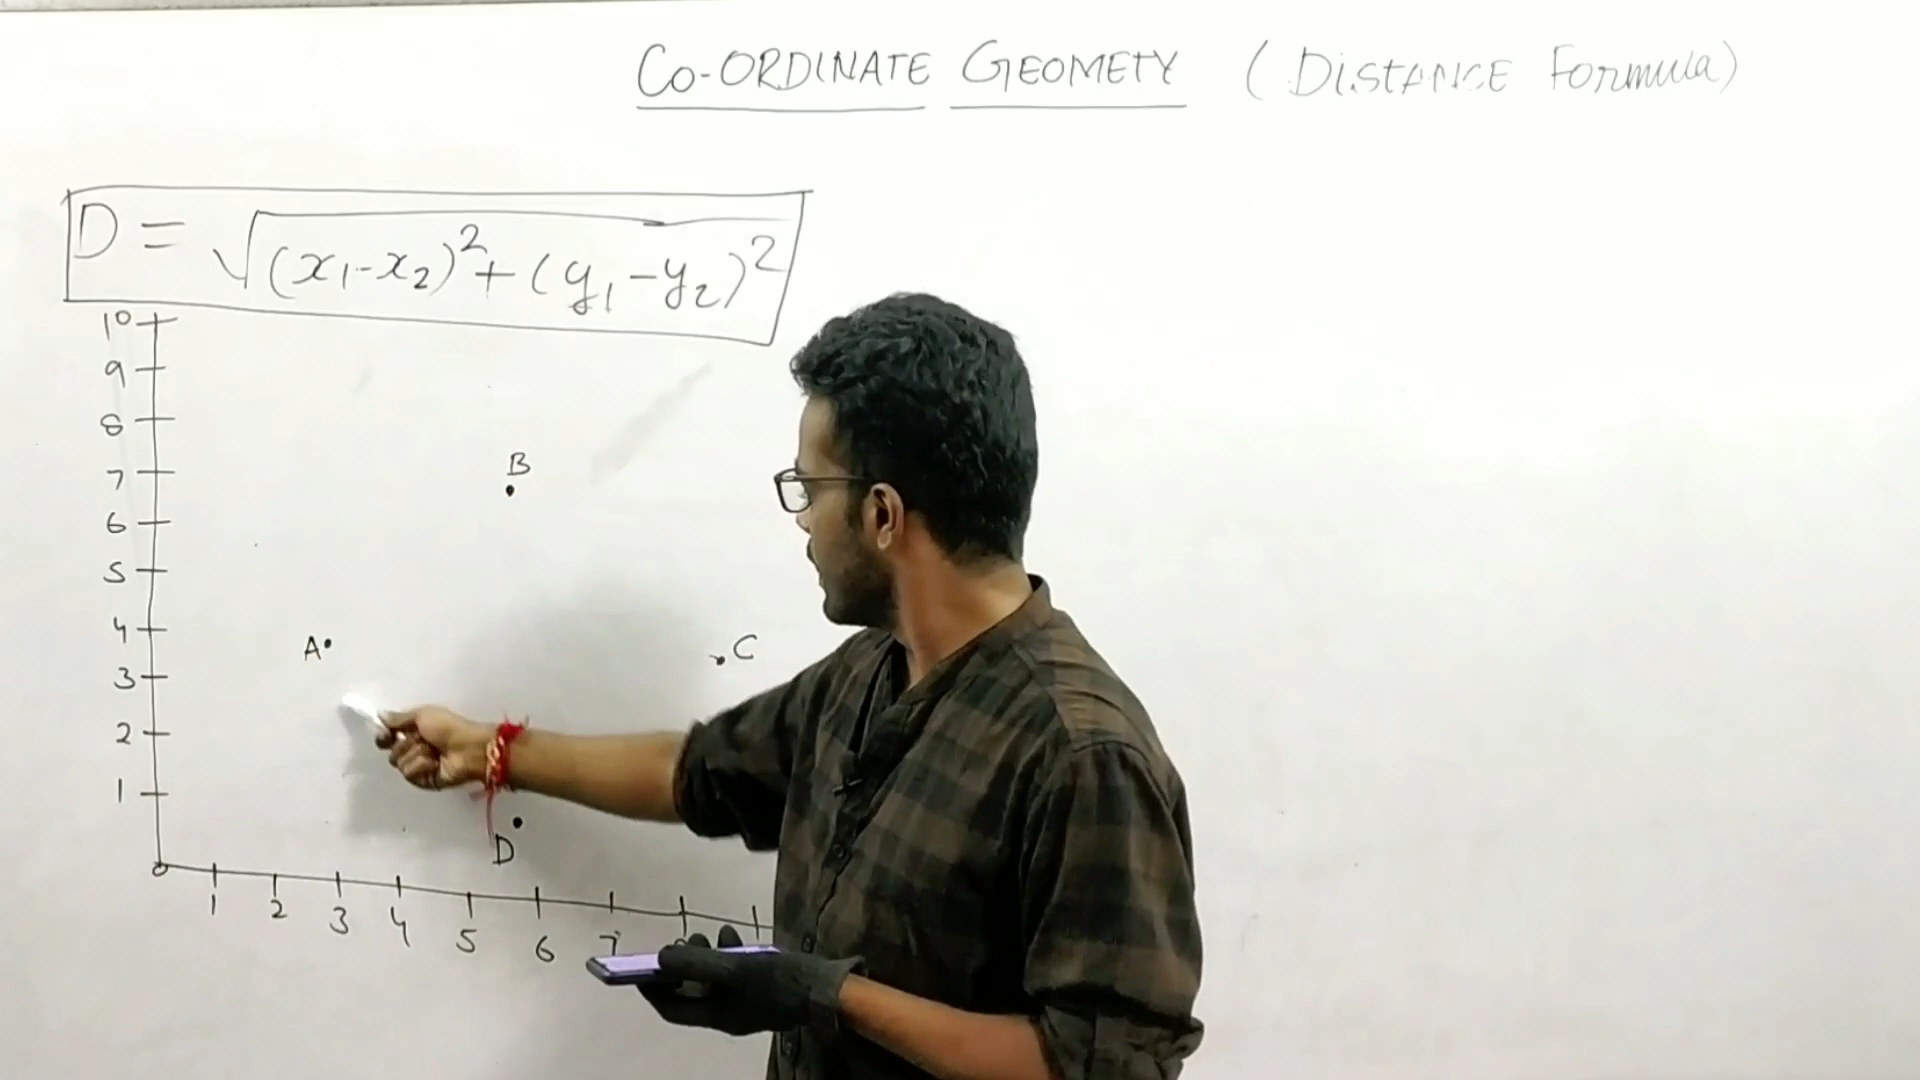 CO-ORDINATE GEOMETY (DISTANCE Formula)
D = √(x₁-x₂)²+(y₁-y₂)²
10
9
8
7
6
5
4
3
2
1
B
A
C
D
0
1 2 3 4 5 6 7